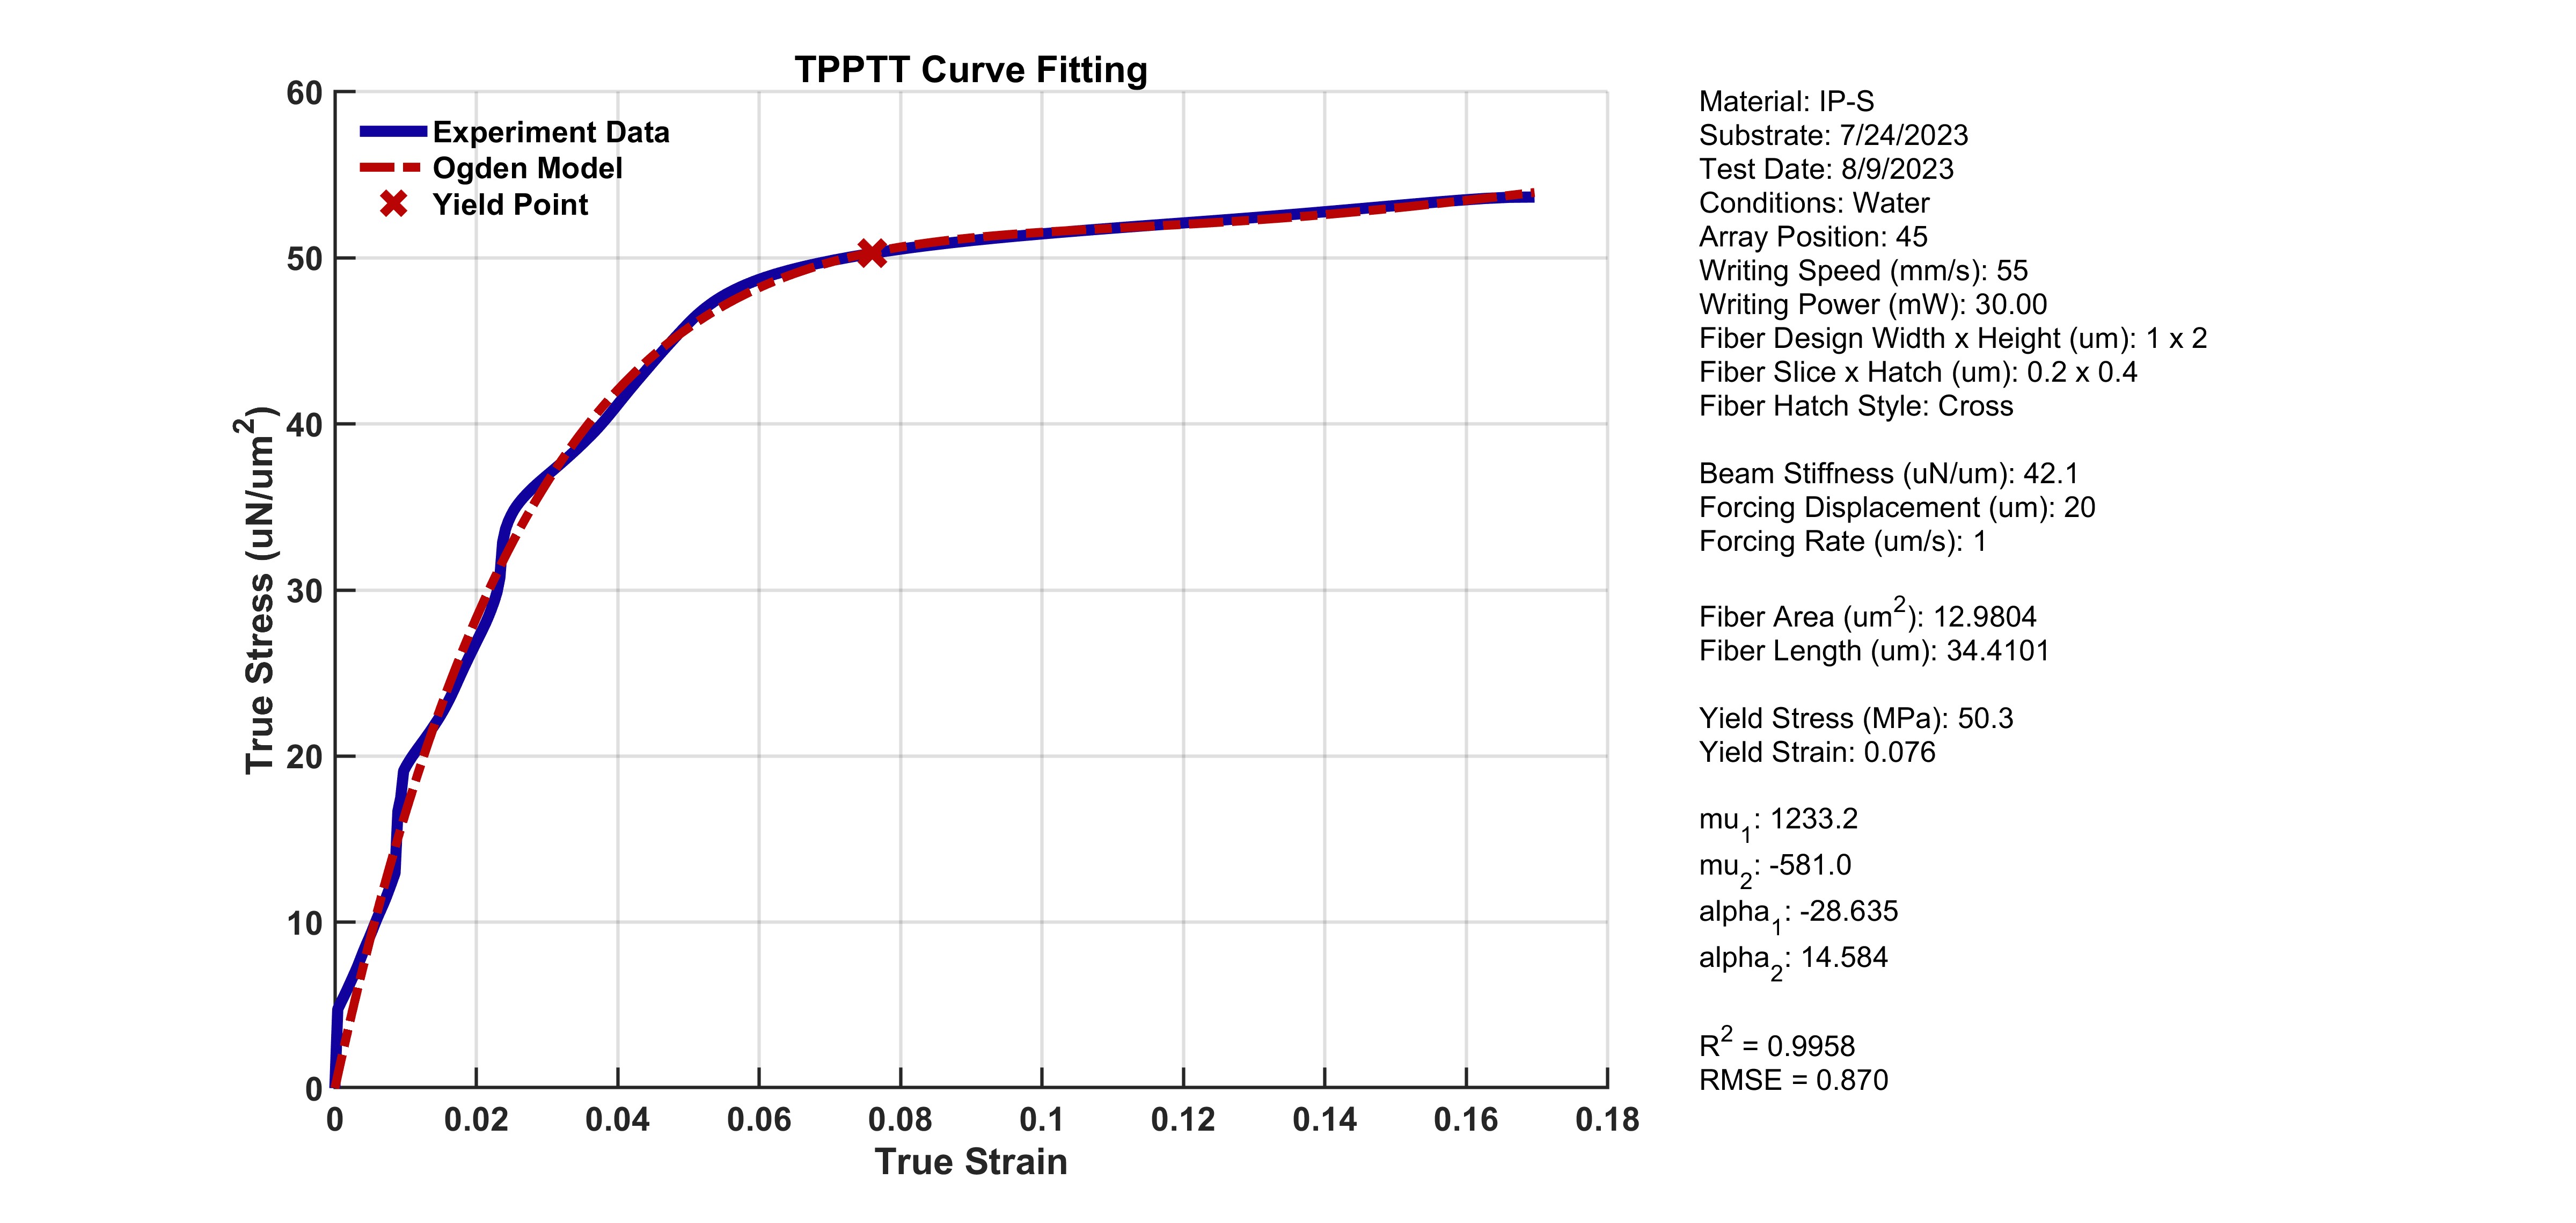 TPPTT Curve Fitting
60
50
40
30
20
10
0
True Stress (uN/um²)
Experiment Data
Ogden Model
Yield Point
0 0.02 0.04 0.06 0.08 0.1 0.12 0.14 0.16 0.18
True Strain
Material: IP-S
Substrate: 7/24/2023
Test Date: 8/9/2023
Conditions: Water
Array Position: 45
Writing Speed (mm/s): 55
Writing Power (mW): 30.00
Fiber Design Width x Height (um): 1 x 2
Fiber Slice x Hatch (um): 0.2 x 0.4
Fiber Hatch Style: Cross
Beam Stiffness (uN/um): 42.1
Forcing Displacement (um): 20
Forcing Rate (um/s): 1
Fiber Area (um²): 12.9804
Fiber Length (um): 34.4101
Yield Stress (MPa): 50.3
Yield Strain: 0.076
mu₁: 1233.2
mu₂: -581.0
alpha₁: -28.635
alpha₂: 14.584
R² = 0.9958
RMSE = 0.870